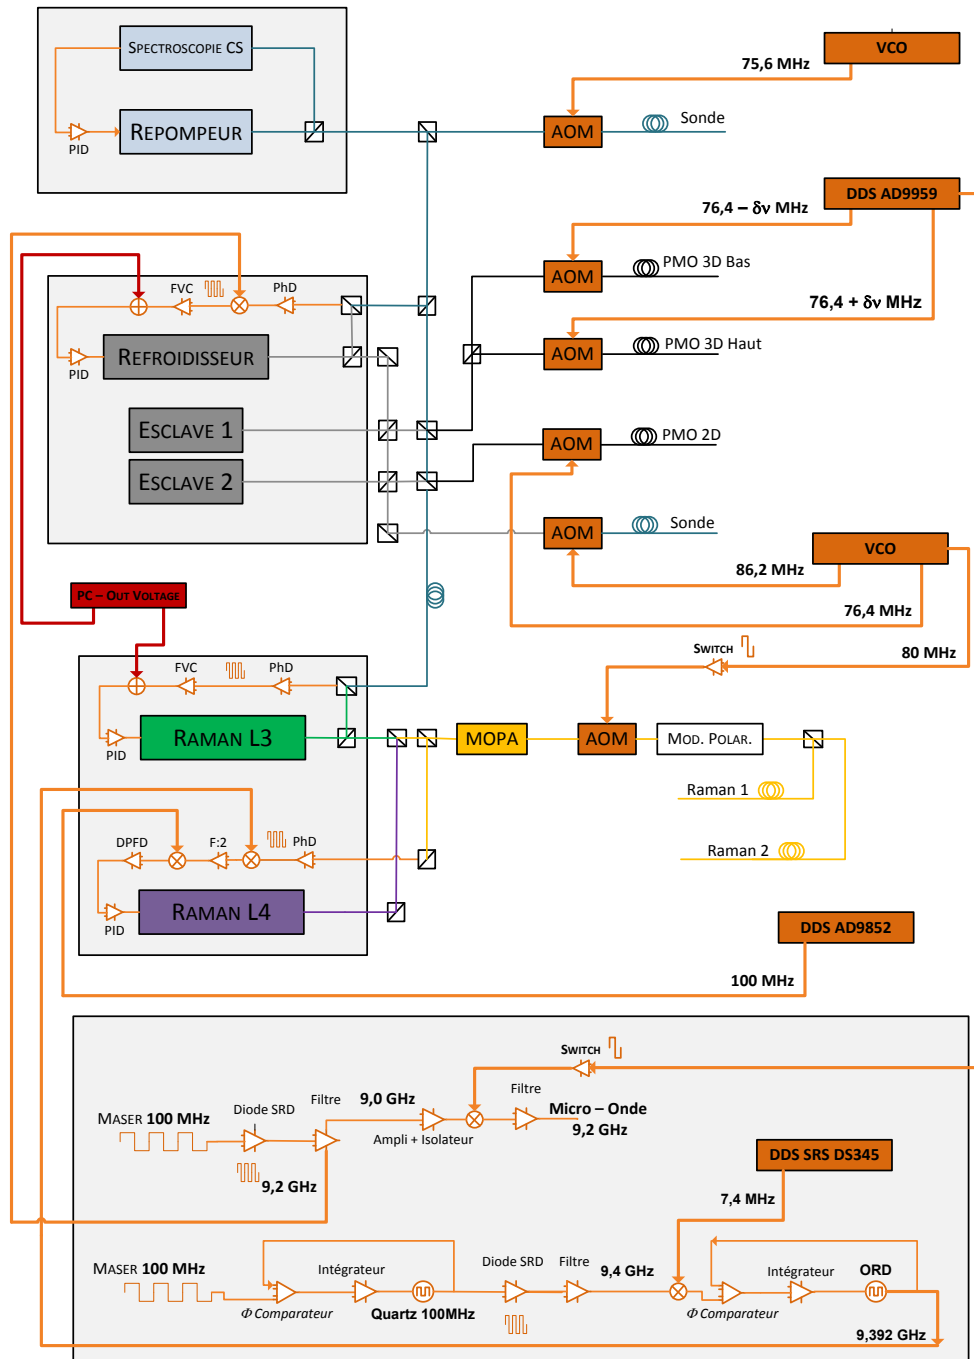 SPECTROSCOPIE CS
REPOMPEUR
PID
75,6 MHz
VCO
AOM
Sonde
DDS AD9959
76,4 – δν MHz
AOM
PMO 3D Bas
76,4 + δν MHz
AOM
PMO 3D Haut
FVC
PhD
PID
REFROIDISSEUR
ESCLAVE 1
ESCLAVE 2
AOM
PMO 2D
AOM
Sonde
VCO
86,2 MHz
76,4 MHz
80 MHz
SWITCH
PC – OUT VOLTAGE
FVC
PhD
PID
RAMAN L3
MOPA
AOM
MOD. POLAR.
Raman 1
Raman 2
DPFD
F:2
PhD
PID
RAMAN L4
DDS AD9852
100 MHz
SWITCH
MASER 100 MHz
Diode SRD
Filtre
9,0 GHz
Ampli + Isolateur
Filtre
Micro – Onde
9,2 GHz
9,2 GHz
DDS SRS DS345
7,4 MHz
MASER 100 MHz
Intégrateur
Φ Comparateur
Quartz 100MHz
Diode SRD
Filtre
9,4 GHz
Φ Comparateur
Intégrateur
ORD
9,392 GHz